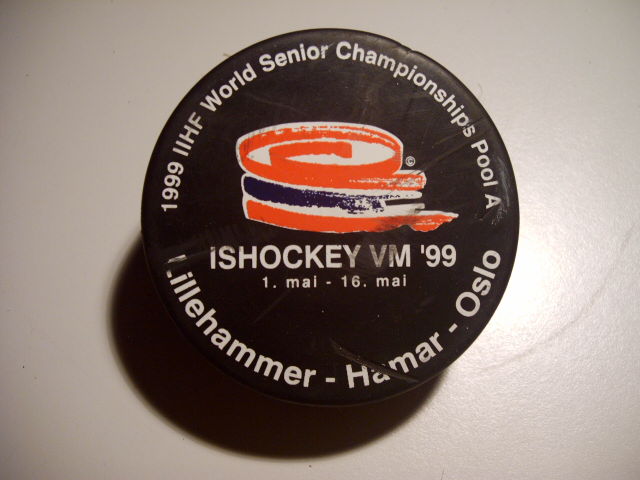 1999 IIHF World Senior Championships Pool A
©
ISHOCKEY VM '99
1. mai - 16. mai
Lillehammer - Hamar - Oslo